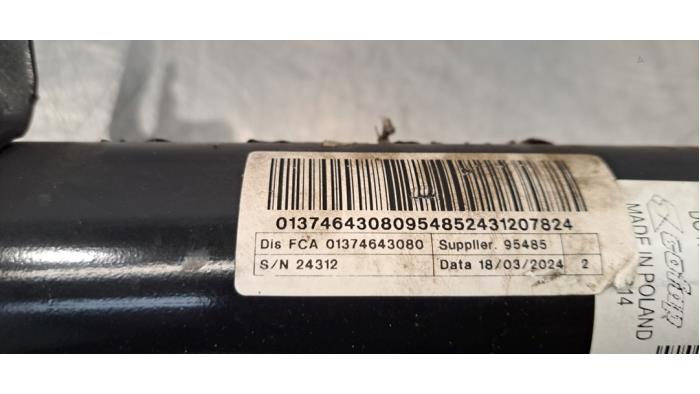 01374643080954852431207824
Dis FCA 01374643080 Supplier. 95485
S/N 24312 Data 18/03/2024 2
MADE IN POLAND